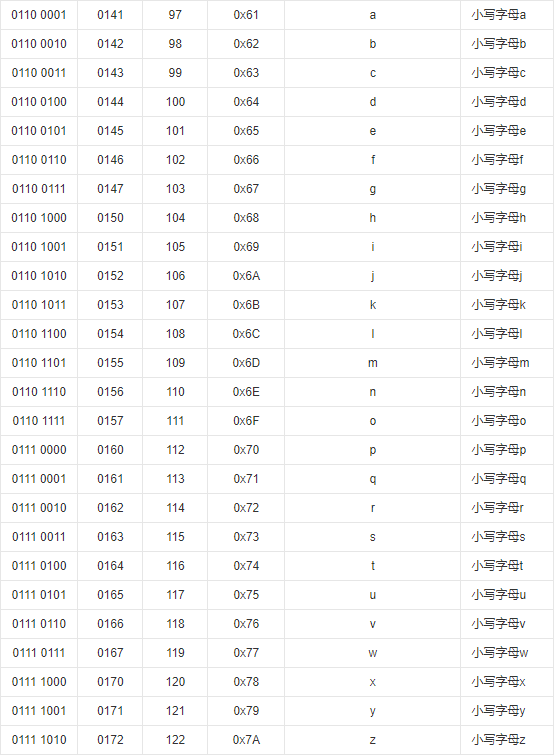 0110 0001 0141 97 0x61 a 小写字母a
0110 0010 0142 98 0x62 b 小写字母b
0110 0011 0143 99 0x63 c 小写字母c
0110 0100 0144 100 0x64 d 小写字母d
0110 0101 0145 101 0x65 e 小写字母e
0110 0110 0146 102 0x66 f 小写字母f
0110 0111 0147 103 0x67 g 小写字母g
0110 1000 0150 104 0x68 h 小写字母h
0110 1001 0151 105 0x69 i 小写字母i
0110 1010 0152 106 0x6A j 小写字母j
0110 1011 0153 107 0x6B k 小写字母k
0110 1100 0154 108 0x6C l 小写字母l
0110 1101 0155 109 0x6D m 小写字母m
0110 1110 0156 110 0x6E n 小写字母n
0110 1111 0157 111 0x6F o 小写字母o
0111 0000 0160 112 0x70 p 小写字母p
0111 0001 0161 113 0x71 q 小写字母q
0111 0010 0162 114 0x72 r 小写字母r
0111 0011 0163 115 0x73 s 小写字母s
0111 0100 0164 116 0x74 t 小写字母t
0111 0101 0165 117 0x75 u 小写字母u
0111 0110 0166 118 0x76 v 小写字母v
0111 0111 0167 119 0x77 w 小写字母w
0111 1000 0170 120 0x78 x 小写字母x
0111 1001 0171 121 0x79 y 小写字母y
0111 1010 0172 122 0x7A z 小写字母z